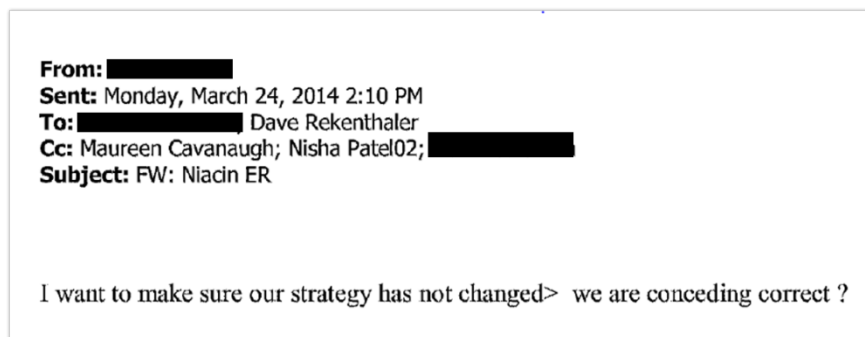 From:
Sent: Monday, March 24, 2014 2:10 PM
To: Dave Rekenthaler
Cc: Maureen Cavanaugh; Nisha Patel02;
Subject: FW: Niacin ER
I want to make sure our strategy has not changed> we are conceding correct ?